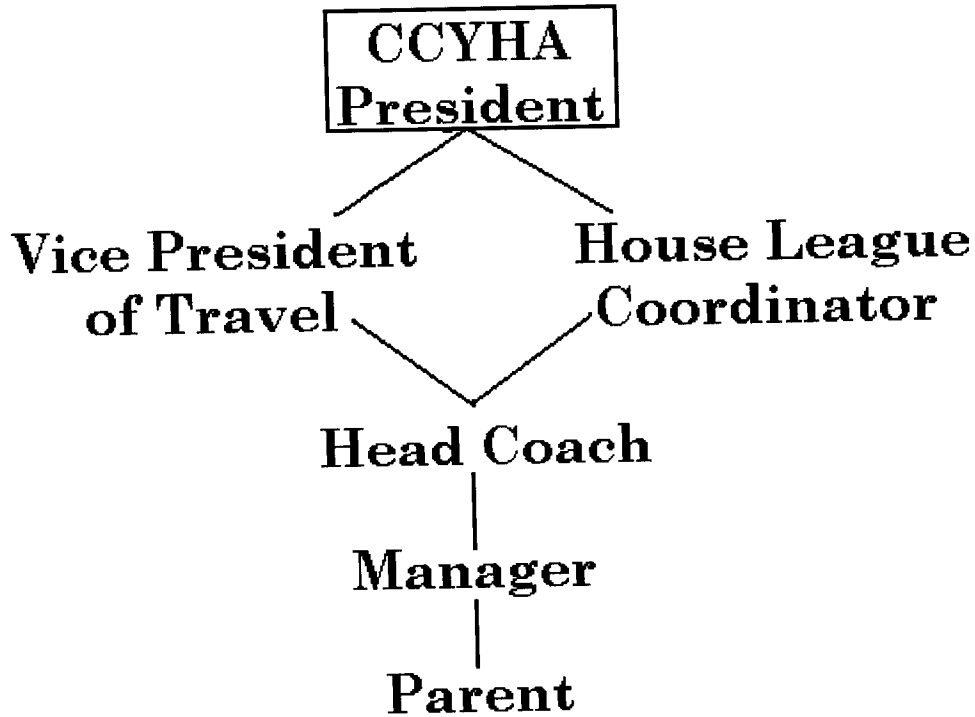 CCYHA
President
Vice President
of Travel
House League
Coordinator
Head Coach
Manager
Parent